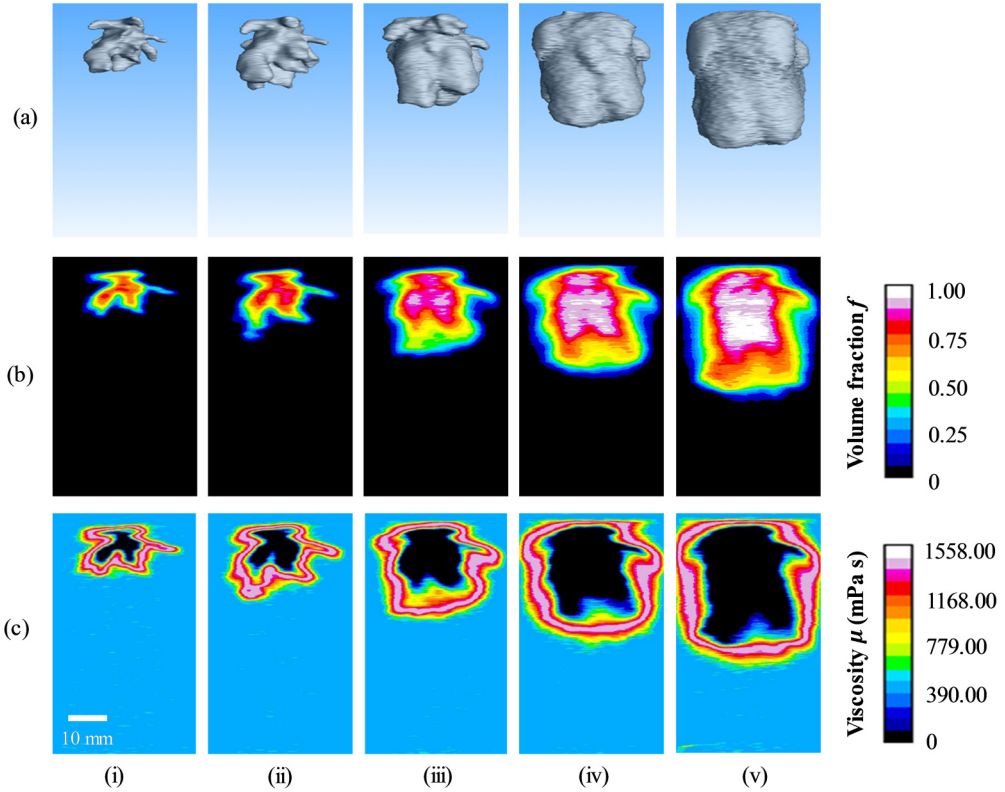 (a)
(b)
1.00
0.75
0.50
0.25
0
Volume fraction f
(c)
1558.00
1168.00
779.00
390.00
0
Viscosity μ (mPa s)
10 mm
(i) (ii) (iii) (iv) (v)